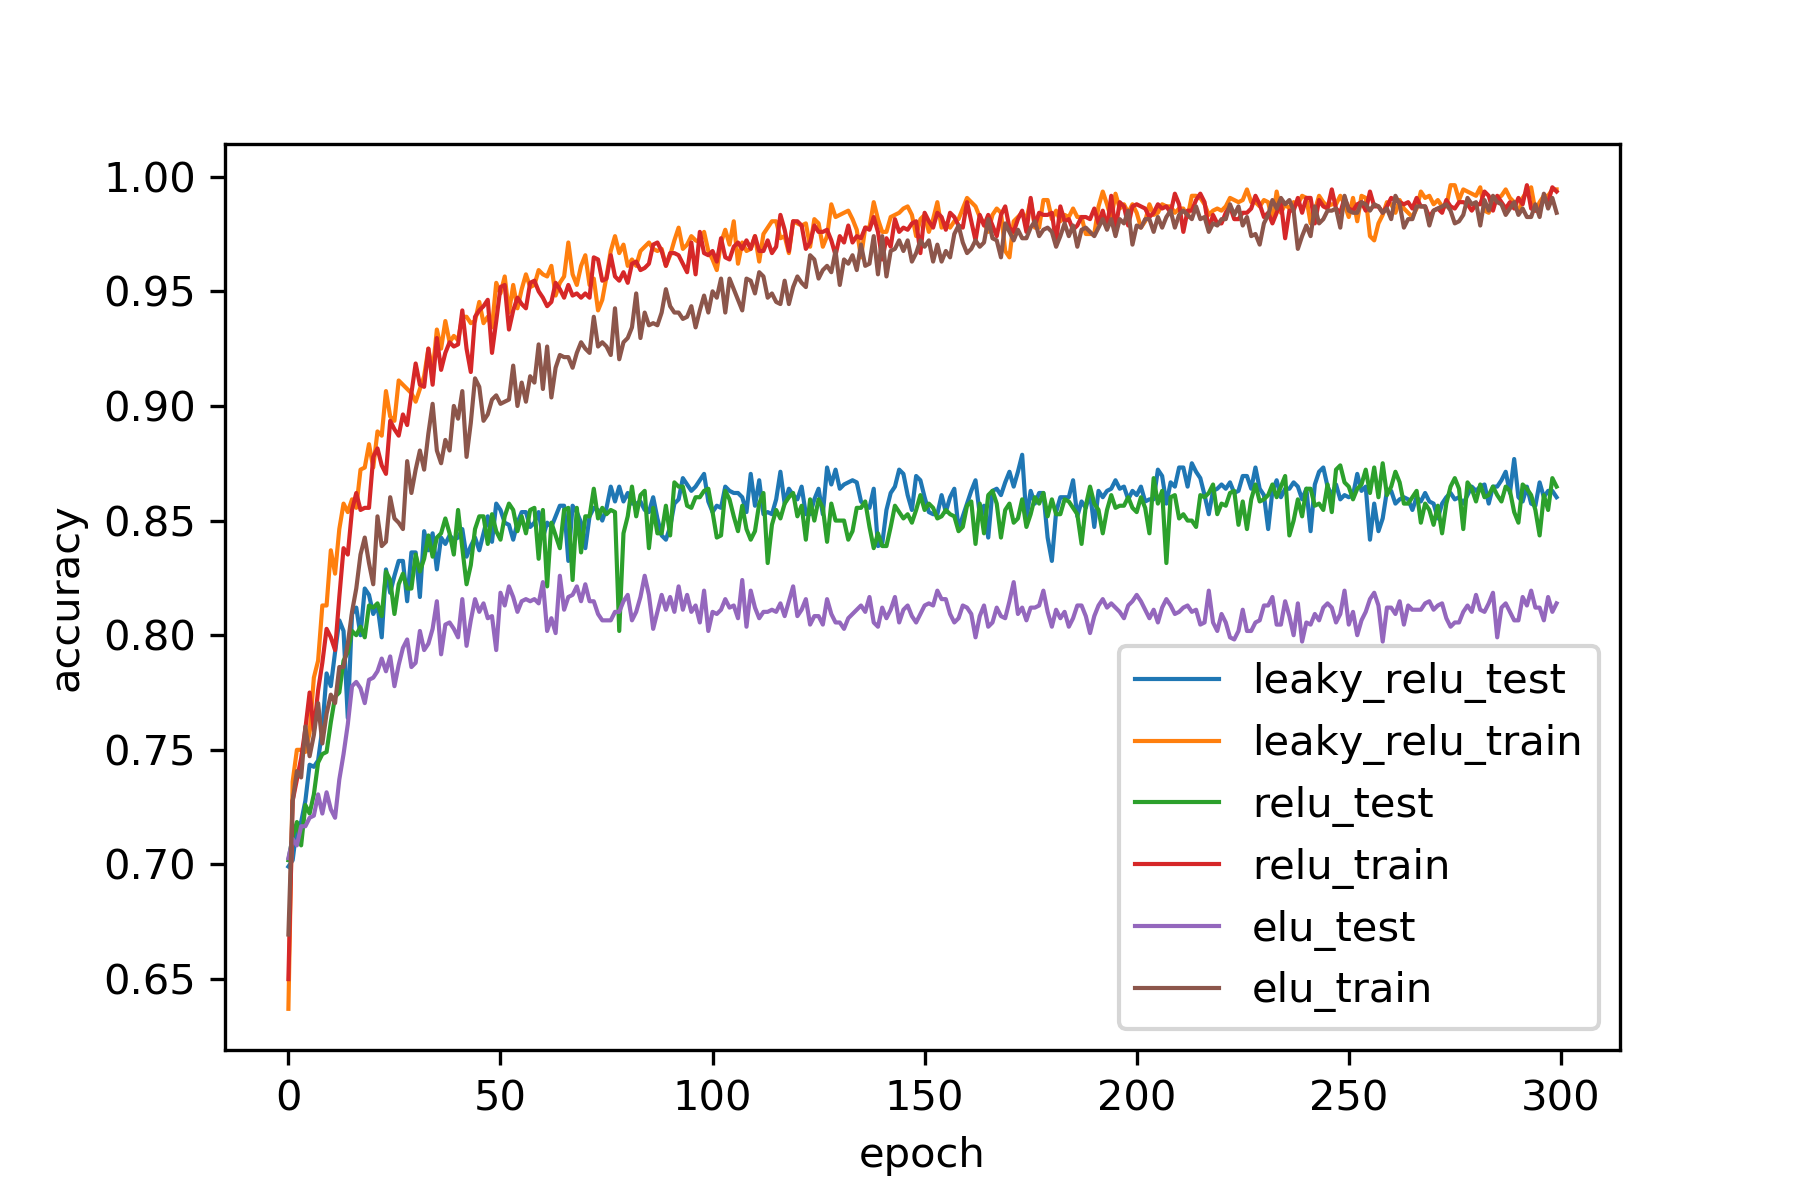 1.00
0.95
0.90
0.85
0.80
0.75
0.70
0.65
accuracy
0 50 100 150 200 250 300
epoch
leaky_relu_test
leaky_relu_train
relu_test
relu_train
elu_test
elu_train